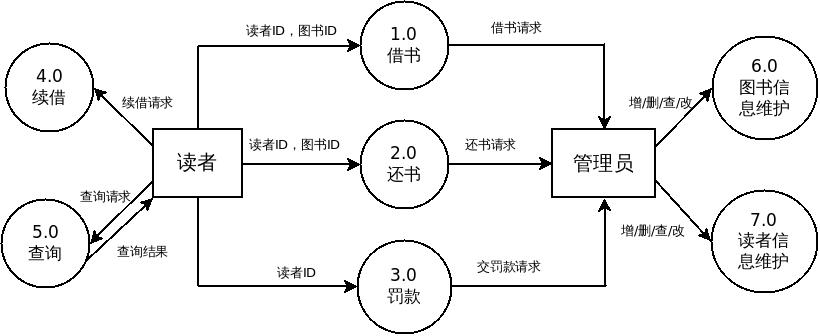 读者ID，图书ID
1.0
借书
借书请求
4.0
续借
续借请求
6.0
图书信
息维护
增/删/查/改
读者
读者ID，图书ID
2.0
还书
还书请求
管理员
5.0
查询
查询请求
查询结果
读者ID
3.0
罚款
交罚款请求
增/删/查/改
7.0
读者信
息维护